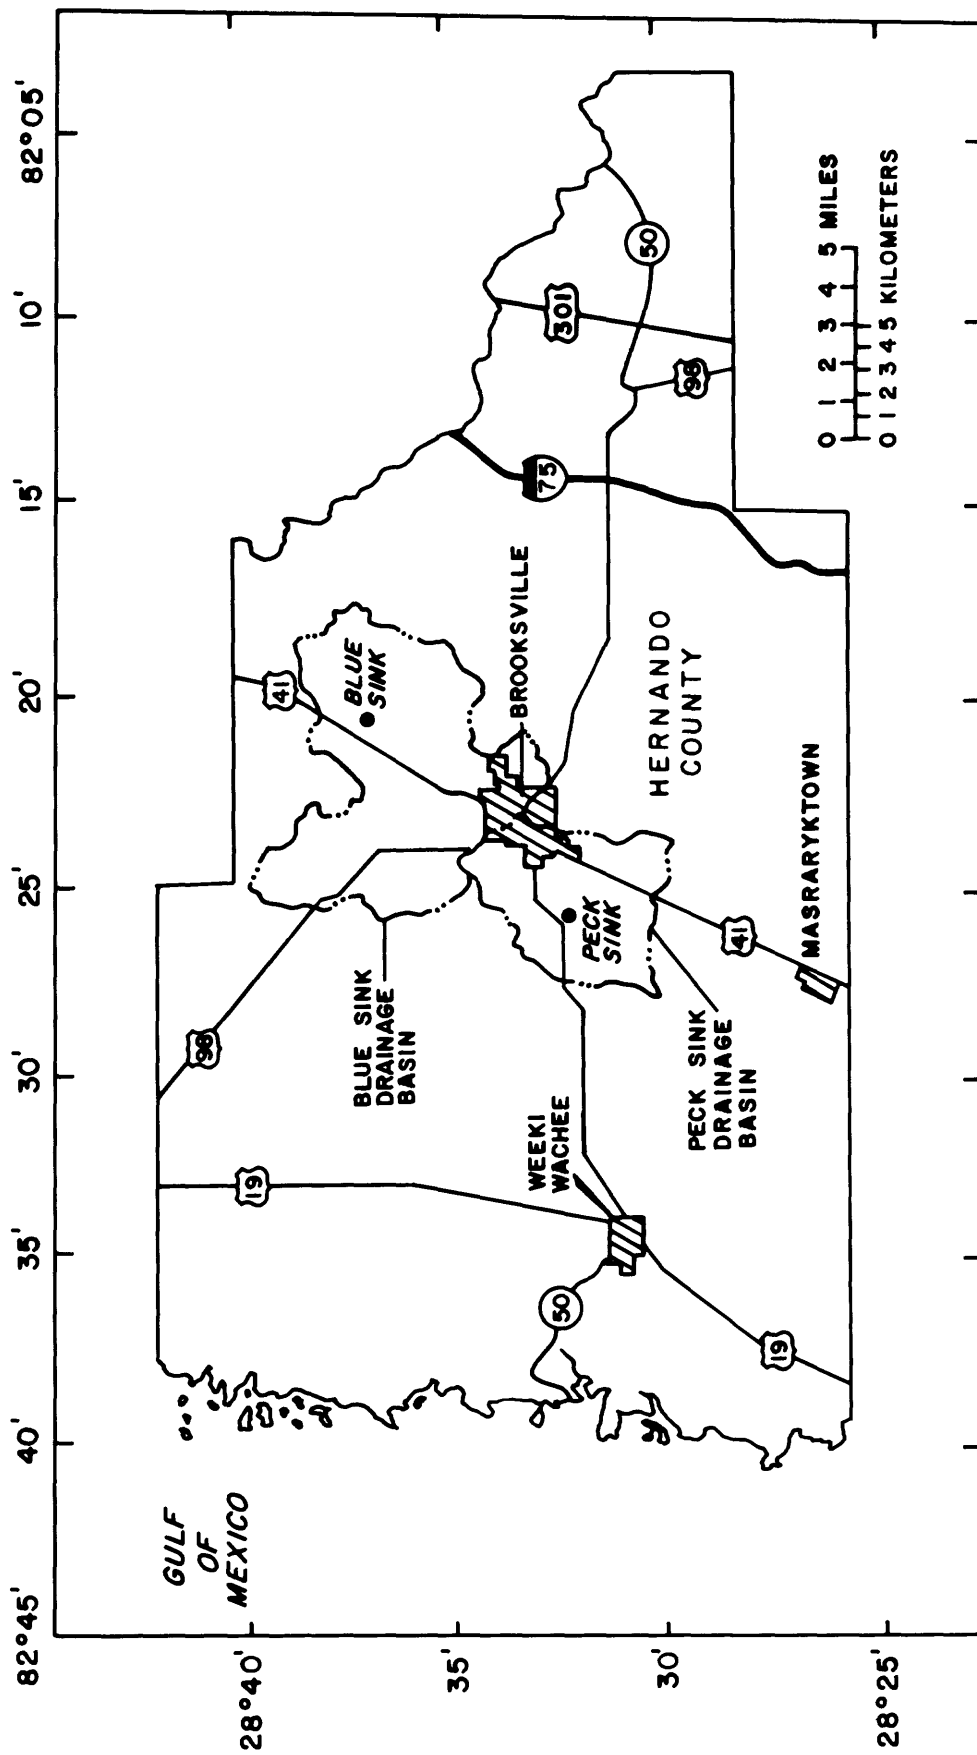 82°45'
40'
35'
30'
25'
20'
15'
10'
82°05'
28°40'
35'
30'
28°25'
GULF
OF
MEXICO
19
98
41
BLUE SINK
DRAINAGE
BASIN
BLUE
SINK
50
WEEKI
WACHEE
PECK
SINK
BROOKSVILLE
75
301
50
98
19
PECK SINK
DRAINAGE
BASIN
41
HERNANDO
COUNTY
MASRARYKTOWN
0 1 2 3 4 5 MILES
0 1 2 3 4 5 KILOMETERS